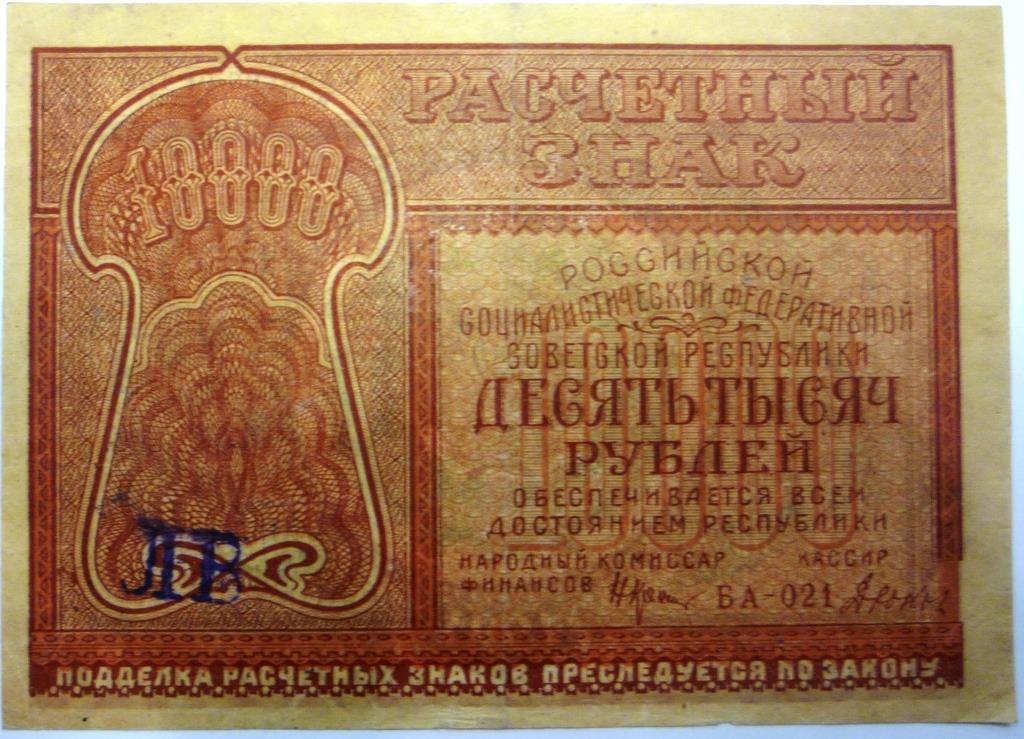 РАСЧЕТНЫЙ
ЗНАК
10000
РОССИЙСКОЙ
СОЦИАЛИСТИЧЕСКОЙ ФЕДЕРАТИВНОЙ
СОВЕТСКОЙ РЕСПУБЛИКИ
10000
ДЕСЯТЬ ТЫСЯЧ
РУБЛЕЙ
ОБЕСПЕЧИВАЕТСЯ ВСЕМ
ДОСТОЯНИЕМ РЕСПУБЛИКИ
НАРОДНЫЙ КОМИССАР КАССИР
ФИНАНСОВ БА-021
ПОДДЕЛКА РАСЧЕТНЫХ ЗНАКОВ ПРЕСЛЕДУЕТСЯ ПО ЗАКОНУ